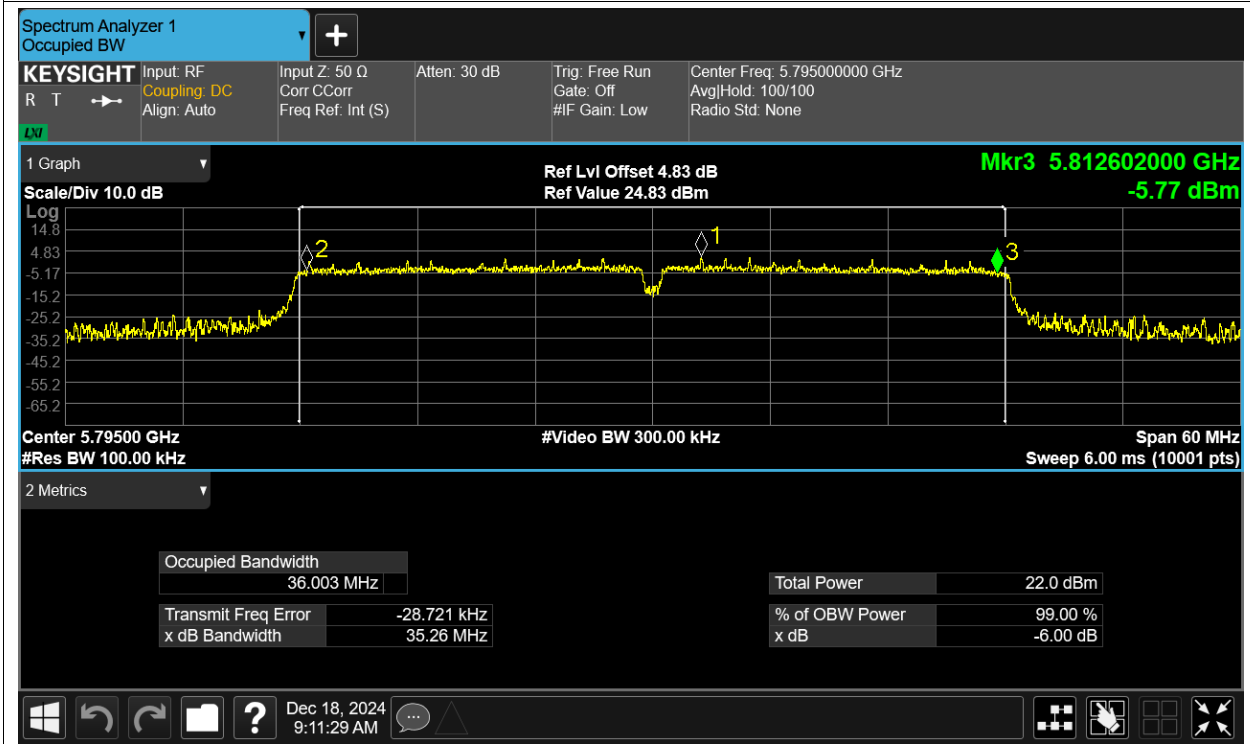 Spectrum Analyzer 1
Occupied BW
KEYSIGHT
R T
LXI
Input: RF
Coupling: DC
Align: Auto
Input Z: 50 Ω
Corr CCorr
Freq Ref: Int (S)
Atten: 30 dB
Trig: Free Run
Gate: Off
#IF Gain: Low
Center Freq: 5.795000000 GHz
Avg|Hold: 100/100
Radio Std: None
1 Graph
Scale/Div 10.0 dB
Ref Lvl Offset 4.83 dB
Ref Value 24.83 dBm
Mkr3 5.812602000 GHz
-5.77 dBm
Log
14.8
4.83
-5.17
-15.2
-25.2
-35.2
-45.2
-55.2
-65.2
2
1
3
Center 5.79500 GHz
#Video BW 300.00 kHz
Span 60 MHz
#Res BW 100.00 kHz
Sweep 6.00 ms (10001 pts)
2 Metrics
Occupied Bandwidth
36.003 MHz
Transmit Freq Error -28.721 kHz
x dB Bandwidth 35.26 MHz
Total Power 22.0 dBm
% of OBW Power 99.00 %
x dB -6.00 dB
?
Dec 18, 2024
9:11:29 AM